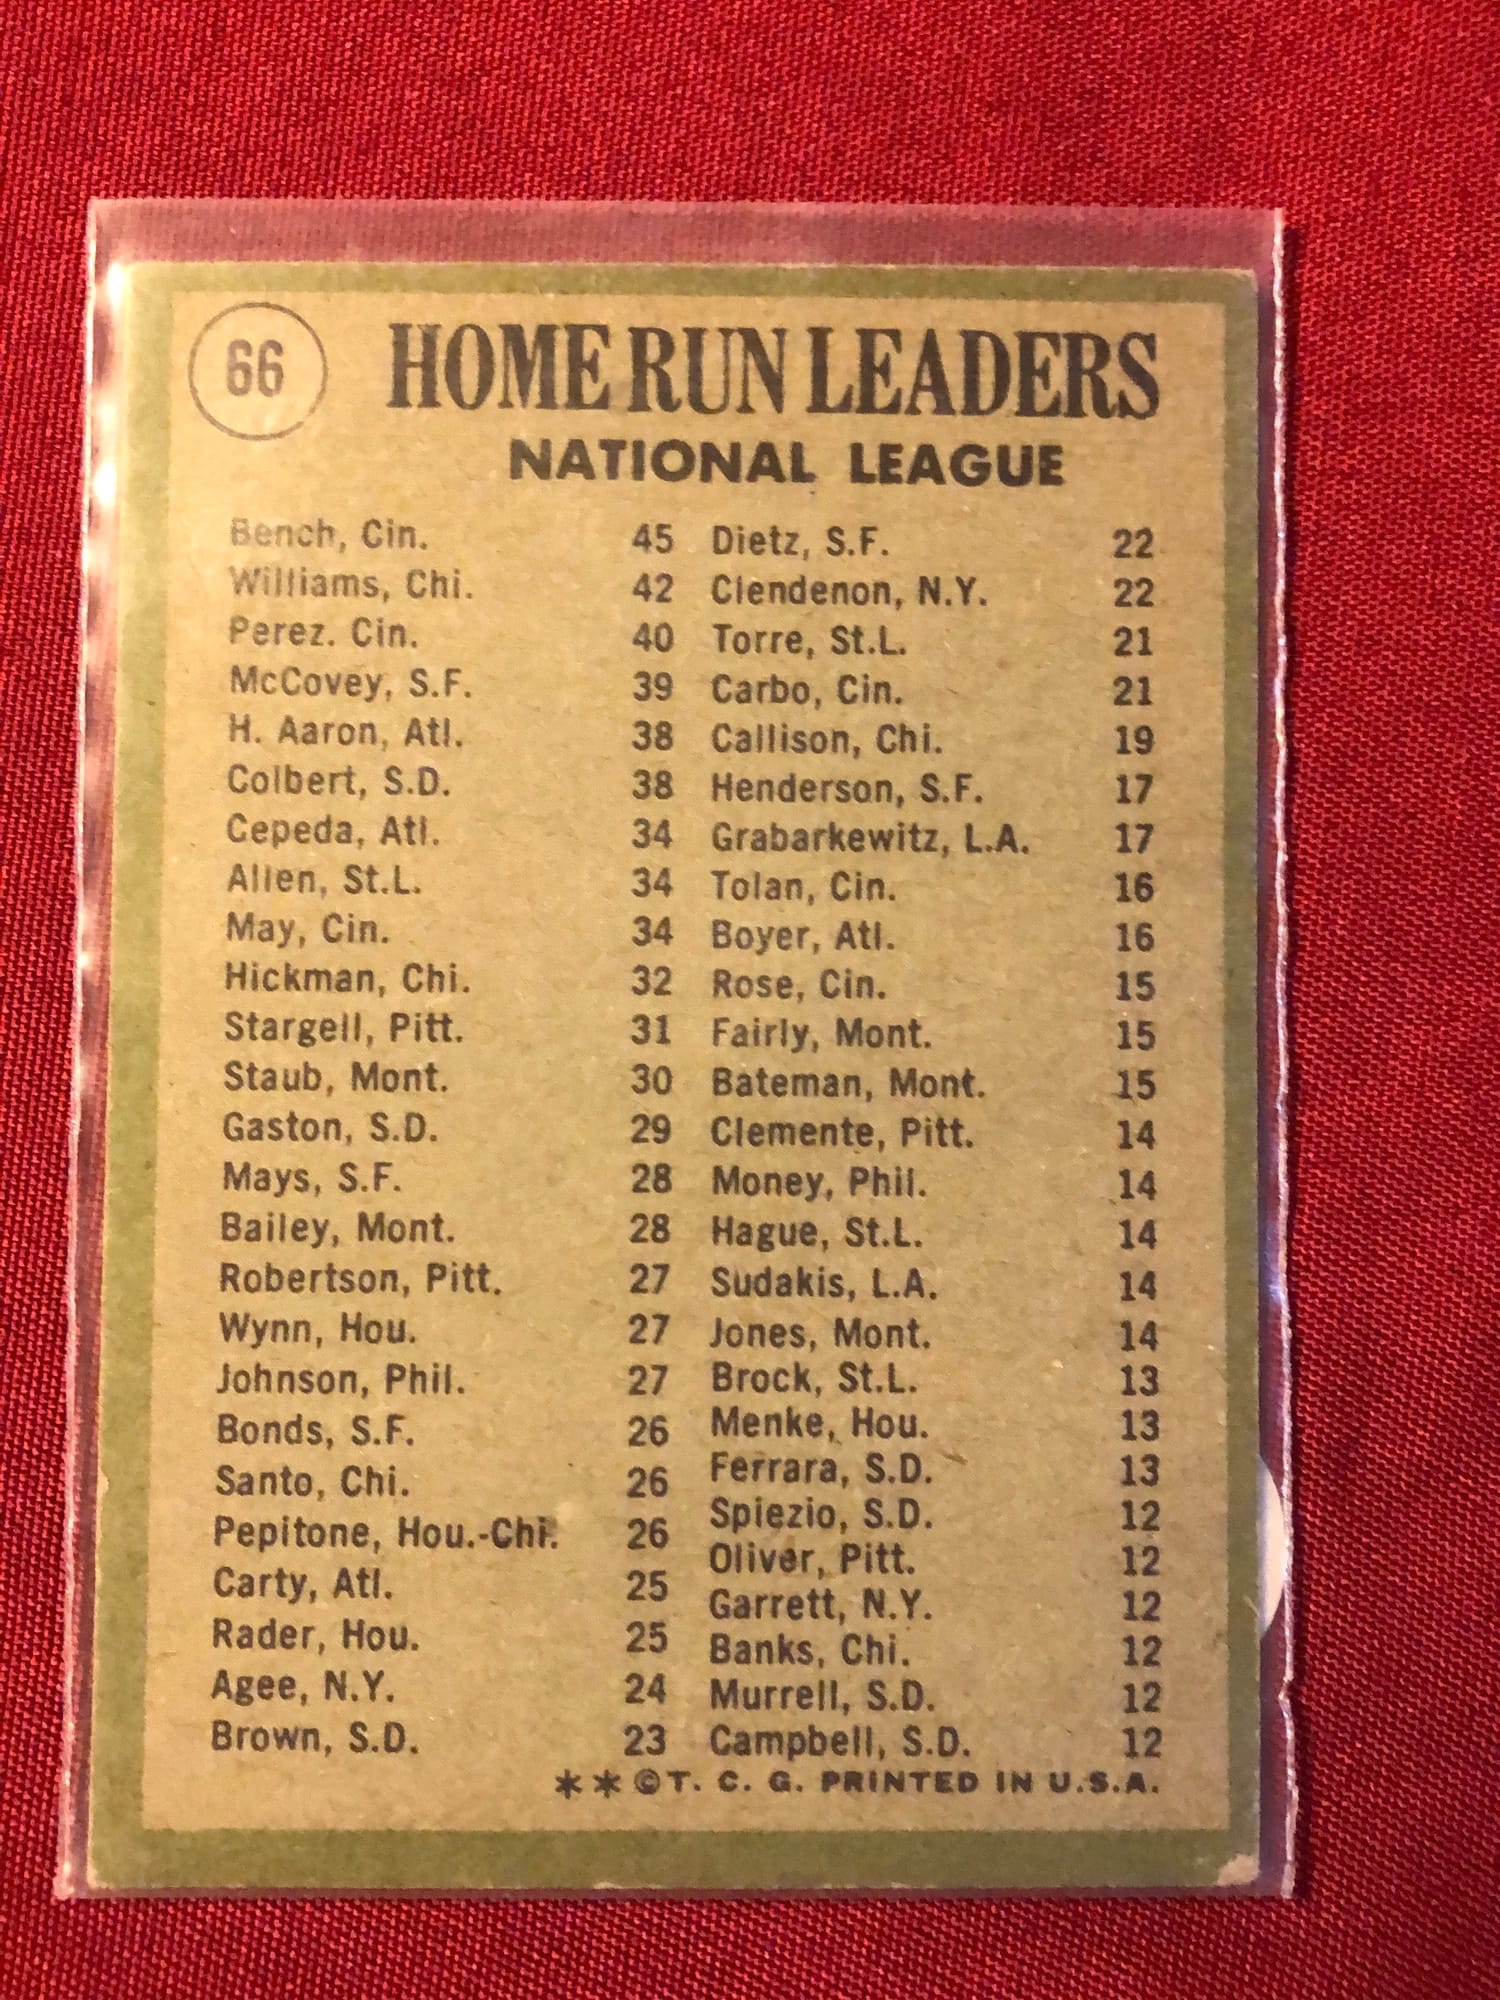 66
HOME RUN LEADERS
NATIONAL LEAGUE
Bench, Cin. 45
Williams, Chi. 42
Perez. Cin. 40
McCovey, S.F. 39
H. Aaron, Atl. 38
Colbert, S.D. 38
Cepeda, Atl. 34
Allen, St.L. 34
May, Cin. 34
Hickman, Chi. 32
Stargell, Pitt. 31
Staub, Mont. 30
Gaston, S.D. 29
Mays, S.F. 28
Bailey, Mont. 28
Robertson, Pitt. 27
Wynn, Hou. 27
Johnson, Phil. 27
Bonds, S.F. 26
Santo, Chi. 26
Pepitone, Hou.-Chi. 26
Carty, Atl. 25
Rader, Hou. 25
Agee, N.Y. 24
Brown, S.D. 23
Dietz, S.F. 22
Clendenon, N.Y. 22
Torre, St.L. 21
Carbo, Cin. 21
Callison, Chi. 19
Henderson, S.F. 17
Grabarkewitz, L.A. 17
Tolan, Cin. 16
Boyer, Atl. 16
Rose, Cin. 15
Fairly, Mont. 15
Bateman, Mont. 15
Clemente, Pitt. 14
Money, Phil. 14
Hague, St.L. 14
Sudakis, L.A. 14
Jones, Mont. 14
Brock, St.L. 13
Menke, Hou. 13
Ferrara, S.D. 13
Spiezio, S.D. 12
Oliver, Pitt. 12
Garrett, N.Y. 12
Banks, Chi. 12
Murrell, S.D. 12
Campbell, S.D. 12
**©T. C. G. PRINTED IN U.S.A.